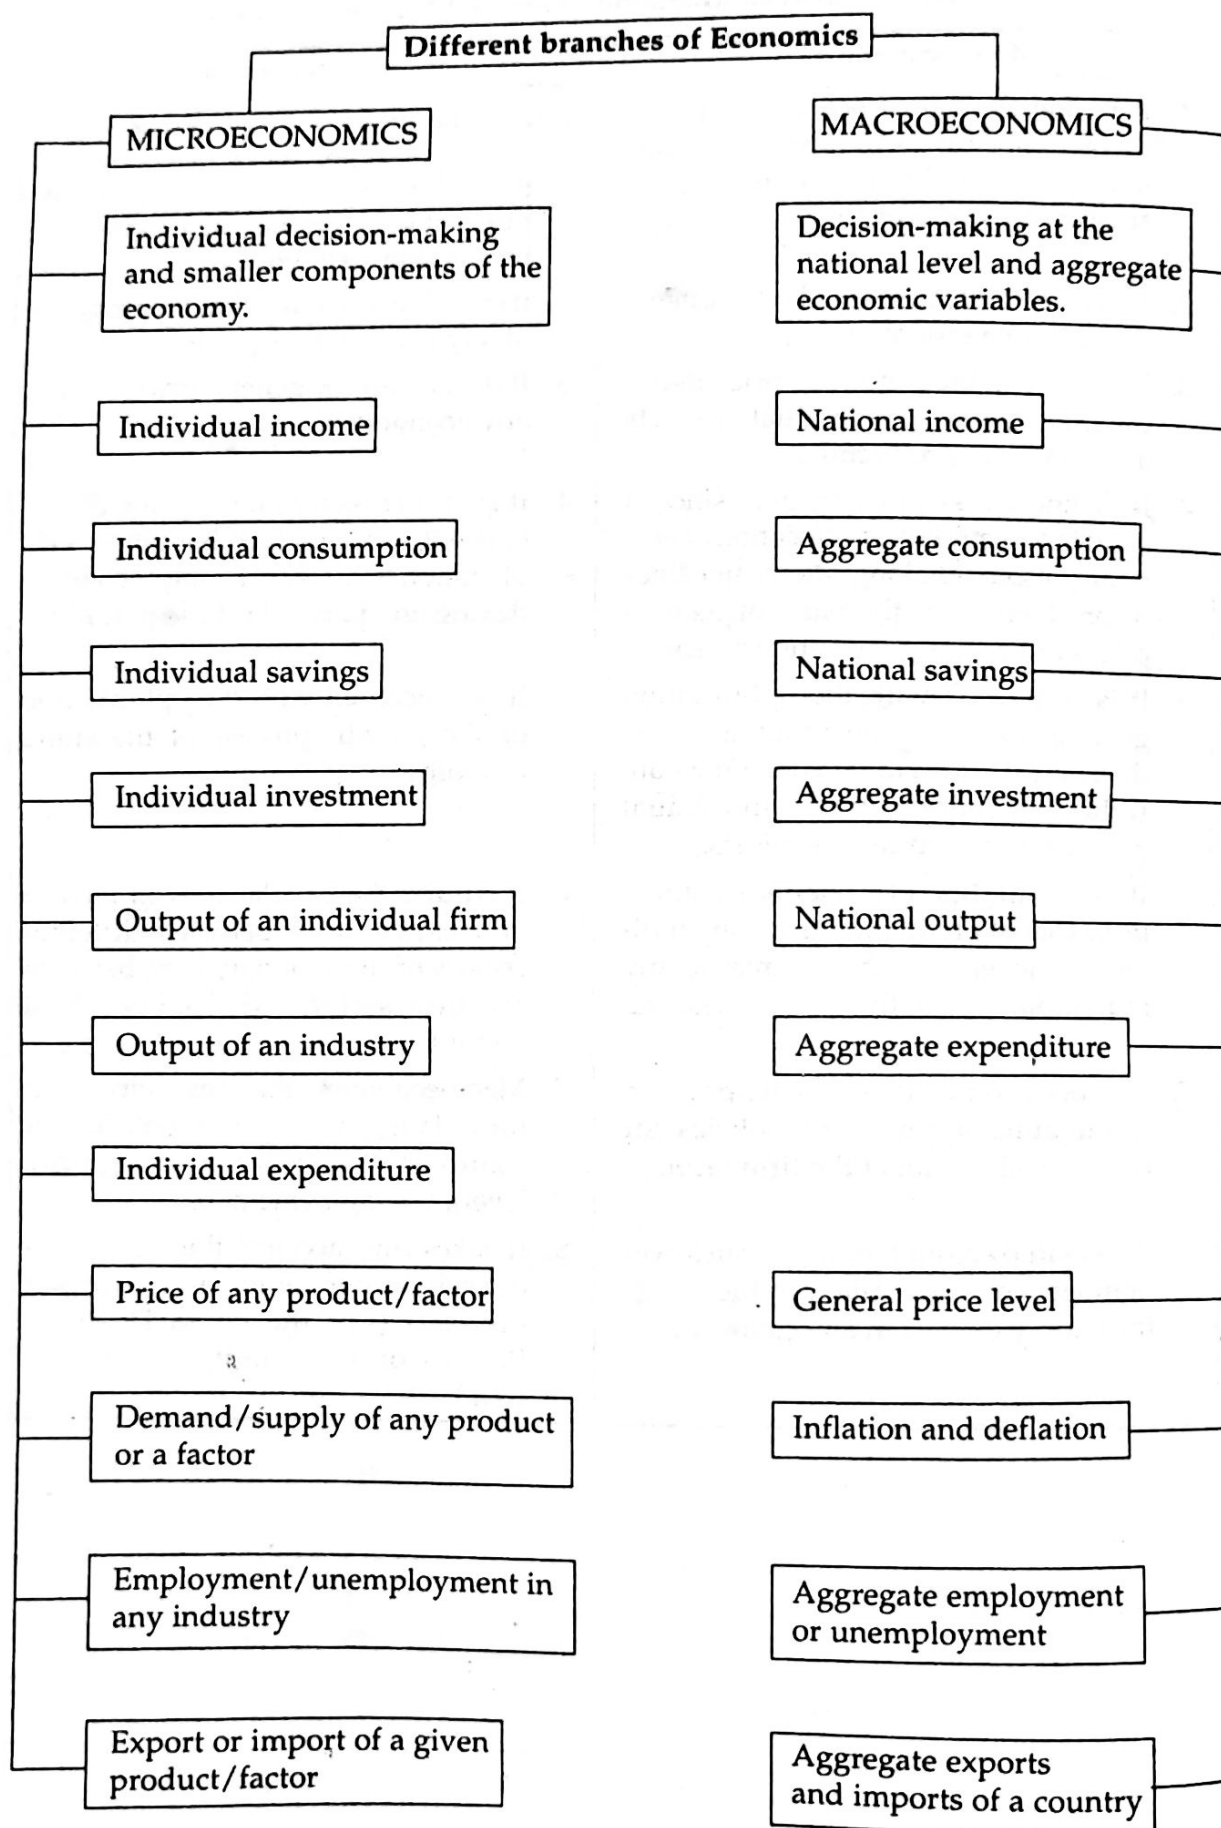 Different branches of Economics
MICROECONOMICS
Individual decision-making
and smaller components of the
economy.
Individual income
Individual consumption
Individual savings
Individual investment
Output of an individual firm
Output of an industry
Individual expenditure
Price of any product/factor
Demand/supply of any product
or a factor
Employment/unemployment in
any industry
Export or import of a given
product/factor
MACROECONOMICS
Decision-making at the
national level and aggregate
economic variables.
National income
Aggregate consumption
National savings
Aggregate investment
National output
Aggregate expenditure
General price level
Inflation and deflation
Aggregate employment
or unemployment
Aggregate exports
and imports of a country